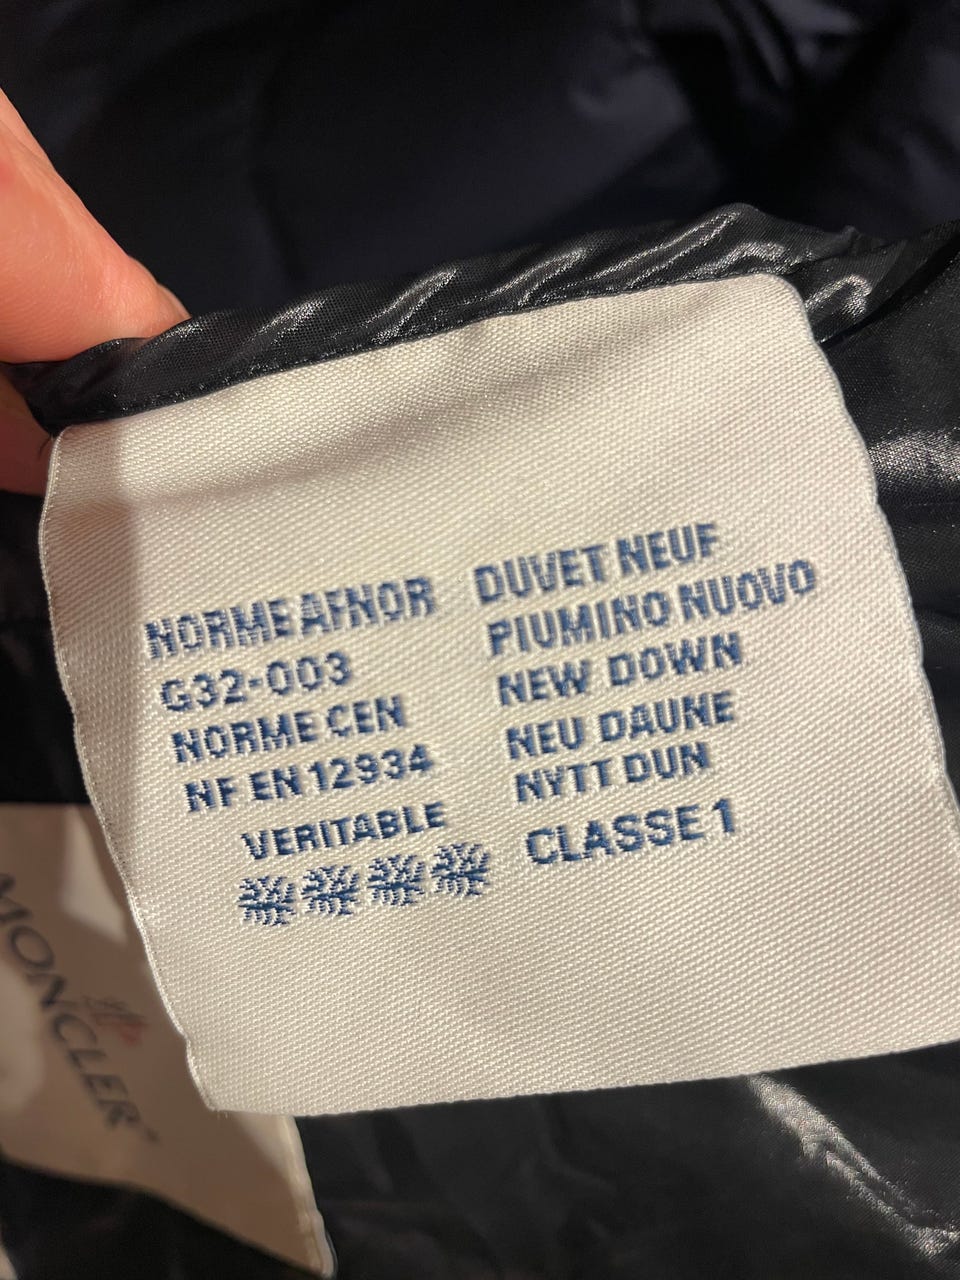 NORME AFNOR
G32-003
NORME CEN
NF EN 12934
VERITABLE
DUVET NEUF
PIUMINO NUOVO
NEW DOWN
NEU DAUNE
NYTT DUN
CLASSE 1
MONCLER